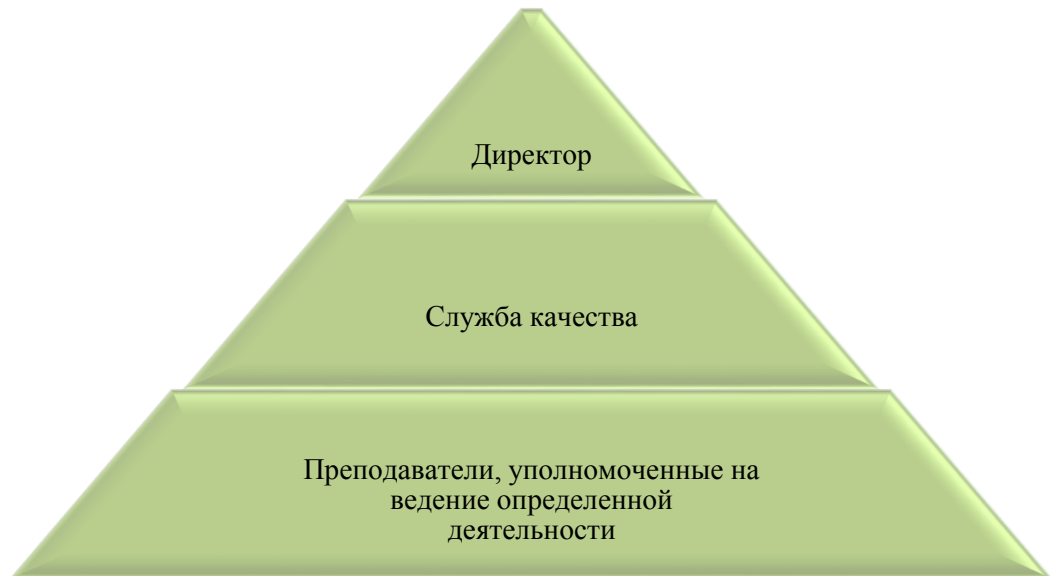 Директор
Служба качества
Преподаватели, уполномоченные на
ведение определенной
деятельности